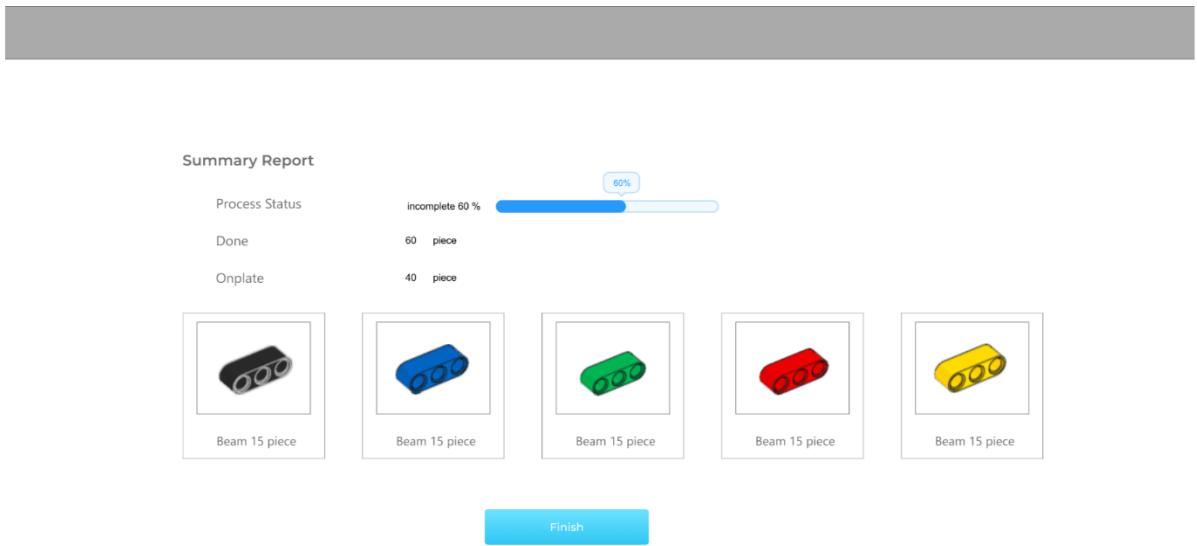 Summary Report
60%
Process Status incomplete 60 %
Done 60 piece
Onplate 40 piece
Beam 15 piece Beam 15 piece Beam 15 piece Beam 15 piece Beam 15 piece
Finish